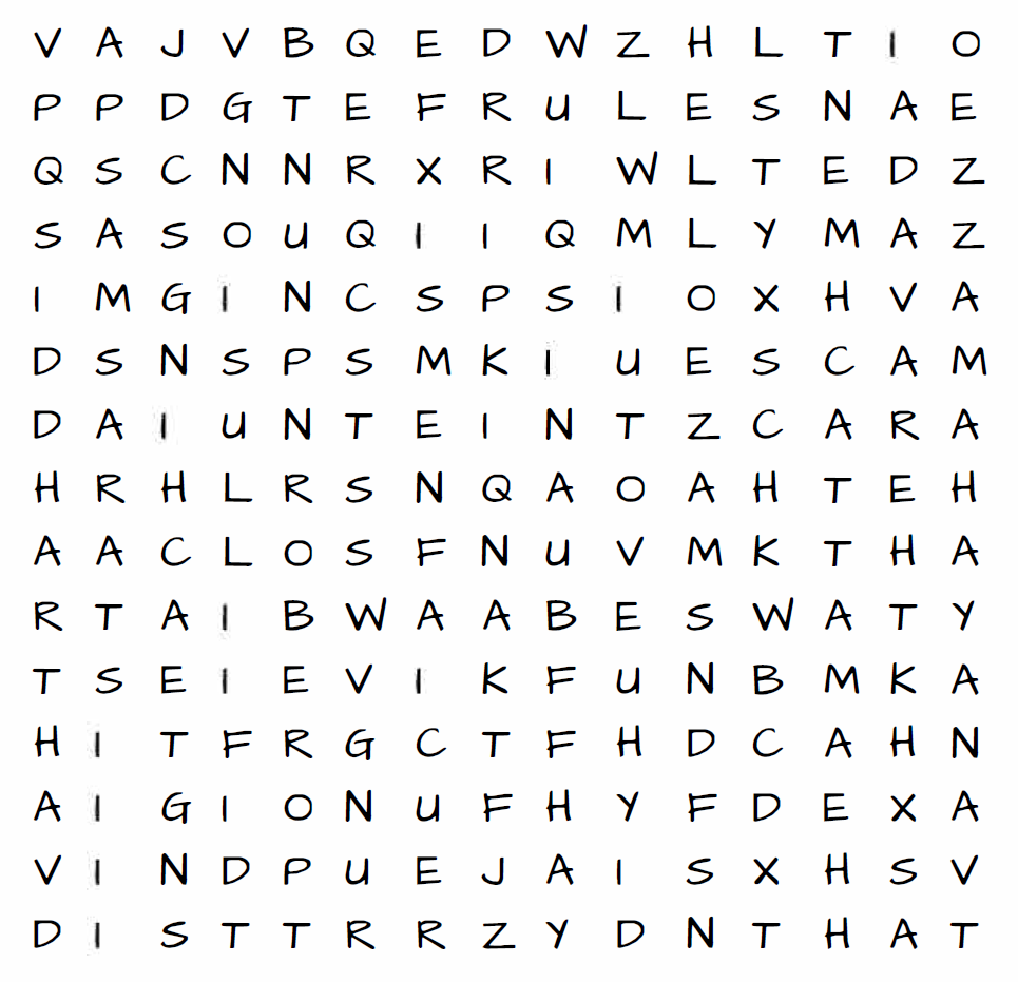 V A J V B Q E D W Z H L T I O
P P D G T E F R U L E S N A E
Q S C N N R X R I W L T E D Z
S A S O U Q I I Q M L Y M A Z
I M G I N C S P S I O X H V A
D S N S P S M K I U E S C A M
D A I U N T E I N T Z C A R A
H R H L R S N Q A O A H T E H
A A C L O S F N U V M K T H A
R T A I B W A A B E S W A T Y
T S E I E V I K F U N B M K A
H I T F R G C T F H D C A H N
A I G I O N U F H Y F D E X A
V I N D P U E J A I S X H S V
D I S T T R R Z Y D N T H A T